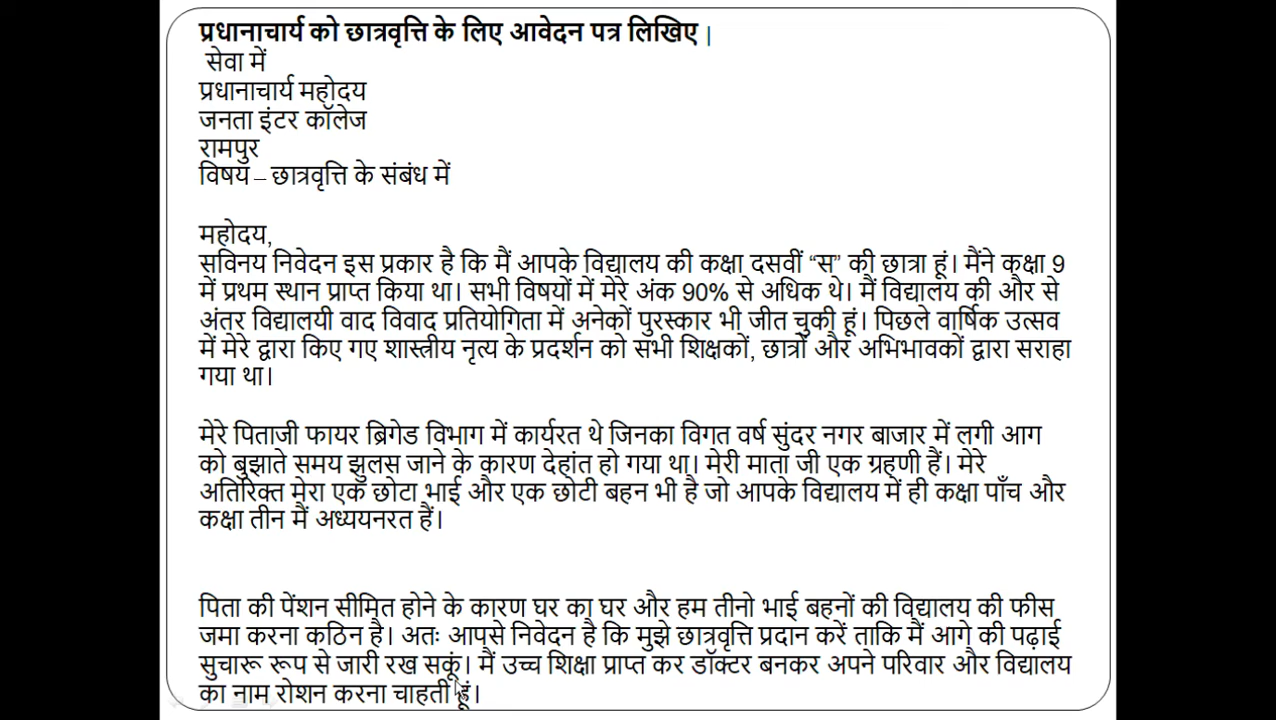 प्रधानाचार्य को छात्रवृत्ति के लिए आवेदन पत्र लिखिए |
सेवा में
प्रधानाचार्य महोदय
जनता इंटर कॉलेज
रामपुर
विषय – छात्रवृत्ति के संबंध में
महोदय,
सविनय निवेदन इस प्रकार है कि मैं आपके विद्यालय की कक्षा दसवीं “स” की छात्रा हूं। मैंने कक्षा 9
में प्रथम स्थान प्राप्त किया था। सभी विषयों में मेरे अंक 90% से अधिक थे। मैं विद्यालय की और से
अंतर विद्यालयी वाद विवाद प्रतियोगिता में अनेकों पुरस्कार भी जीत चुकी हूं। पिछले वार्षिक उत्सव
में मेरे द्वारा किए गए शास्त्रीय नृत्य के प्रदर्शन को सभी शिक्षकों, छात्रों और अभिभावकों द्वारा सराहा
गया था।
मेरे पिताजी फायर ब्रिगेड विभाग में कार्यरत थे जिनका विगत वर्ष सुंदर नगर बाजार में लगी आग
को बुझाते समय झुलस जाने के कारण देहांत हो गया था। मेरी माता जी एक ग्रहणी हैं। मेरे
अतिरिक्त मेरा एक छोटा भाई और एक छोटी बहन भी है जो आपके विद्यालय में ही कक्षा पाँच और
कक्षा तीन मैं अध्ययनरत हैं।
पिता की पेंशन सीमित होने के कारण घर का घर और हम तीनो भाई बहनों की विद्यालय की फीस
जमा करना कठिन है। अतः आपसे निवेदन है कि मुझे छात्रवृत्ति प्रदान करें ताकि मैं आगे की पढ़ाई
सुचारू रूप से जारी रख सकूं। मैं उच्च शिक्षा प्राप्त कर डॉक्टर बनकर अपने परिवार और विद्यालय
का नाम रोशन करना चाहती हूं।